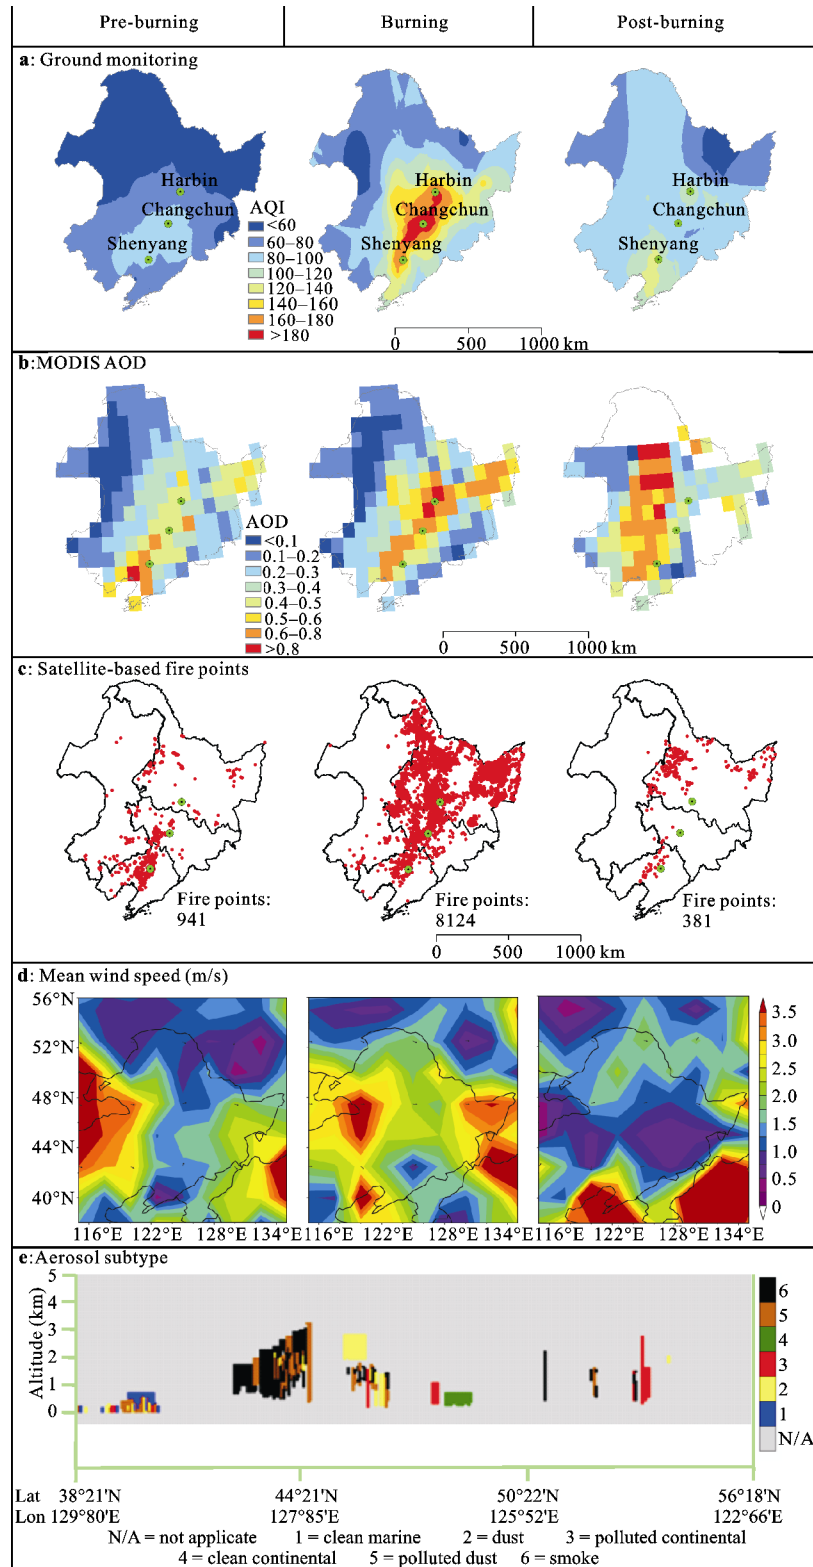 Pre-burning Burning Post-burning
a: Ground monitoring
Harbin Harbin Harbin
Changchun Changchun Changchun
AQI
<60
Shenyang Shenyang Shenyang
60–80
80–100
100–120
120–140
140–160
160–180
>180
0 500 1000 km
b:MODIS AOD
AOD
<0.1
0.1–0.2
0.2–0.3
0.3–0.4
0.4–0.5
0.5–0.6
0.6–0.8
>0.8
0 500 1000 km
c: Satellite-based fire points
Fire points: Fire points: Fire points:
941 8124 381
0 500 1000 km
d: Mean wind speed (m/s)
56°N
52°N
48°N
44°N
40°N
3.5
3.0
2.5
2.0
1.5
1.0
0.5
0
116°E 122°E 128°E 134°E 116°E 122°E 128°E 134°E 116°E 122°E 128°E 134°E
e:Aerosol subtype
Altitude (km)
5
4
3
2
1
0
6
5
4
3
2
1
N/A
Lat 38°21'N 44°21'N 50°22'N 56°18'N
Lon 129°80'E 127°85'E 125°52'E 122°66'E
N/A = not applicate 1 = clean marine 2 = dust 3 = polluted continental
4 = clean continental 5 = polluted dust 6 = smoke